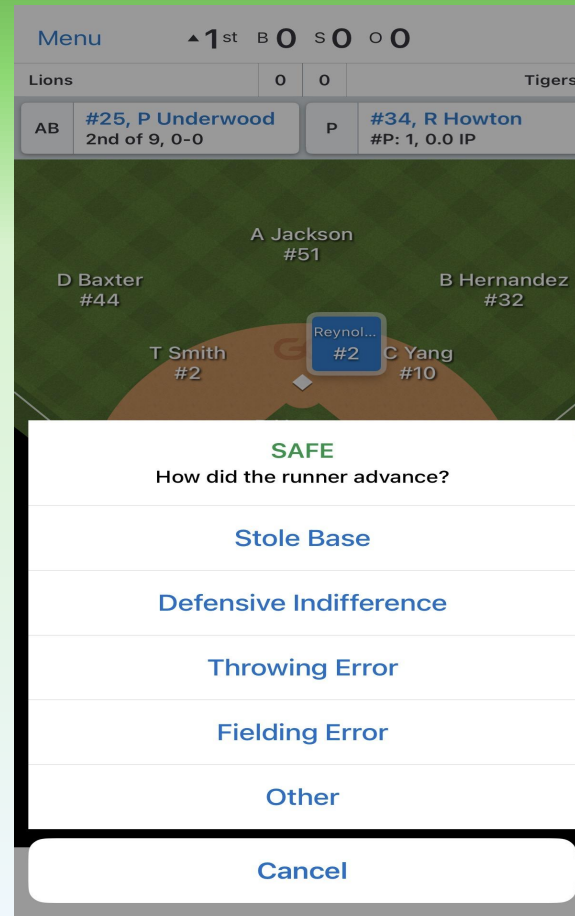 Menu ▲1st B 0 S 0 O 0
Lions 0 0 Tigers
AB #25, P Underwood P #34, R Howton
2nd of 9, 0-0 #P: 1, 0.0 IP
A Jackson
#51
D Baxter B Hernandez
#44 #32
Reynol...
#2
T Smith C Yang
#2 #10
SAFE
How did the runner advance?
Stole Base
Defensive Indifference
Throwing Error
Fielding Error
Other
Cancel